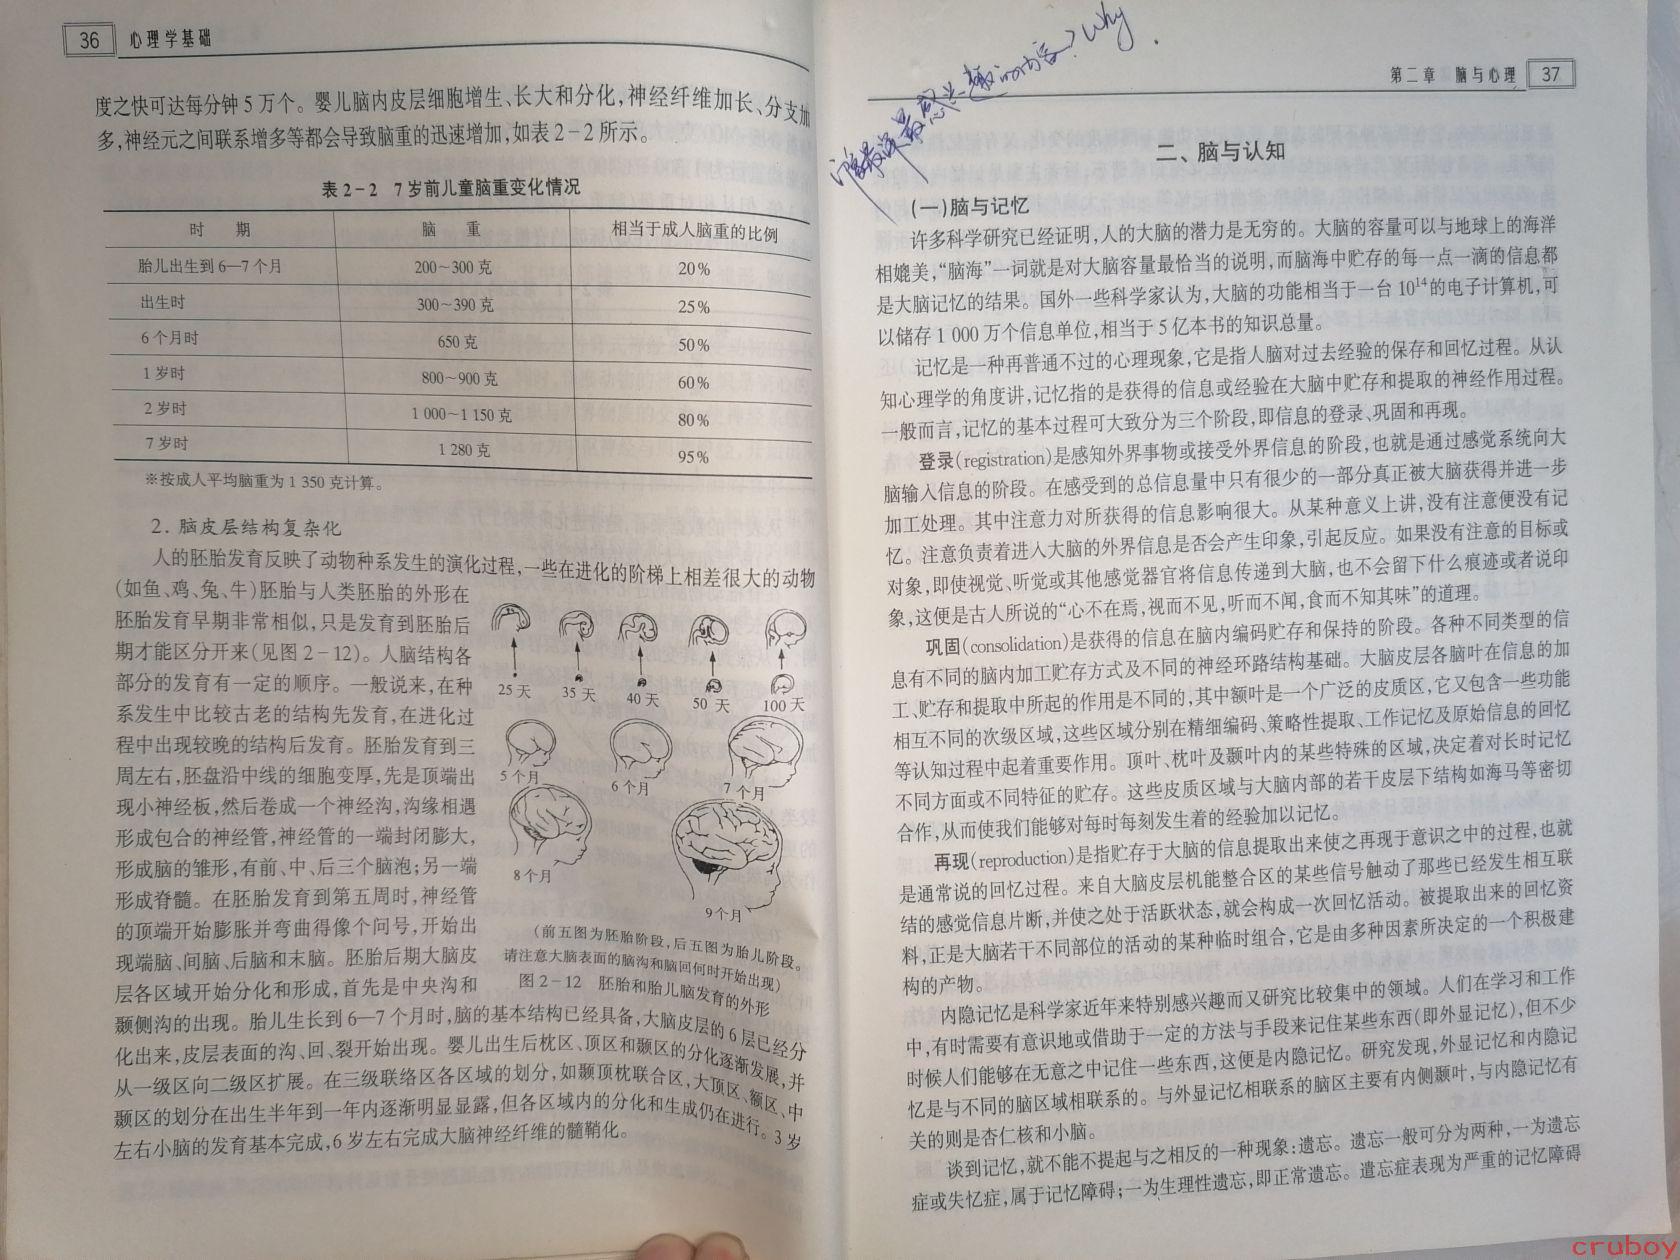 36 心理学基础
度之快可达每分钟5万个。婴儿脑内皮层细胞增生、长大和分化,神经纤维加长、分支加
多,神经元之间联系增多等都会导致脑重的迅速增加,如表2-2所示。
表2-2 7岁前儿童脑重变化情况
时 期 脑 重 相当于成人脑重的比例
胎儿出生到6—7个月 200~300克 20%
出生时 300~390克 25%
6个月时 650克 50%
1岁时 800~900克 60%
2岁时 1 000~1 150克 80%
7岁时 1 280克 95%
※按成人平均脑重为1 350克计算。
2. 脑皮层结构复杂化
人的胚胎发育反映了动物种系发生的演化过程,一些在进化的阶梯上相差很大的动物
(如鱼、鸡、兔、牛)胚胎与人类胚胎的外形在
胚胎发育早期非常相似,只是发育到胚胎后
期才能区分开来(见图2-12)。人脑结构各
部分的发育有一定的顺序。一般说来,在种
系发生中比较古老的结构先发育,在进化过
程中出现较晚的结构后发育。胚胎发育到三
周左右,胚盘沿中线的细胞变厚,先是顶端出
现小神经板,然后卷成一个神经沟,沟缘相遇
形成包合的神经管,神经管的一端封闭膨大,
形成脑的雏形,有前、中、后三个脑泡;另一端
形成脊髓。在胚胎发育到第五周时,神经管
的顶端开始膨胀并弯曲得像个问号,开始出
现端脑、间脑、后脑和末脑。胚胎后期大脑皮
层各区域开始分化和形成,首先是中央沟和
颞侧沟的出现。胎儿生长到6—7个月时,脑的基本结构已经具备,大脑皮层的6层已经分
化出来,皮层表面的沟、回、裂开始出现。婴儿出生后枕区、顶区和颞区的分化逐渐发展,并
从一级区向二级区扩展。在三级联络区各区域的划分,如颞顶枕联合区,大顶区、额区、中
颞区的划分在出生半年到一年内逐渐明显显露,但各区域内的分化和生成仍在进行。3岁
左右小脑的发育基本完成,6岁左右完成大脑神经纤维的髓鞘化。
25天 35天 40天 50天 100天
5个月 6个月 7个月
8个月 9个月
(前五图为胚胎阶段,后五图为胎儿阶段。
请注意大脑表面的脑沟和脑回何时开始出现)
图2-12 胚胎和胎儿脑发育的外形
最感兴趣的内容?Why
第二章 脑与心理 37
二、脑与认知
(一)脑与记忆
许多科学研究已经证明,人的大脑的潜力是无穷的。大脑的容量可以与地球上的海洋
相媲美,“脑海”一词就是对大脑容量最恰当的说明,而脑海中贮存的每一点一滴的信息都
是大脑记忆的结果。国外一些科学家认为,大脑的功能相当于一台10¹⁴的电子计算机,可
以储存1 000万个信息单位,相当于5亿本书的知识总量。
记忆是一种再普通不过的心理现象,它是指人脑对过去经验的保存和回忆过程。从认
知心理学的角度讲,记忆指的是获得的信息或经验在大脑中贮存和提取的神经作用过程。
一般而言,记忆的基本过程可大致分为三个阶段,即信息的登录、巩固和再现。
登录(registration)是感知外界事物或接受外界信息的阶段,也就是通过感觉系统向大
脑输入信息的阶段。在感受到的总信息量中只有很少的一部分真正被大脑获得并进一步
加工处理。其中注意力对所获得的信息影响很大。从某种意义上讲,没有注意便没有记
忆。注意负责着进入大脑的外界信息是否会产生印象,引起反应。如果没有注意的目标或
对象,即使视觉、听觉或其他感觉器官将信息传递到大脑,也不会留下什么痕迹或者说印
象,这便是古人所说的“心不在焉,视而不见,听而不闻,食而不知其味”的道理。
巩固(consolidation)是获得的信息在脑内编码贮存和保持的阶段。各种不同类型的信
息有不同的脑内加工贮存方式及不同的神经环路结构基础。大脑皮层各脑叶在信息的加
工、贮存和提取中所起的作用是不同的,其中额叶是一个广泛的皮质区,它又包含一些功能
相互不同的次级区域,这些区域分别在精细编码、策略性提取、工作记忆及原始信息的回忆
等认知过程中起着重要作用。顶叶、枕叶及颞叶内的某些特殊的区域,决定着对长时记忆
不同方面或不同特征的贮存。这些皮质区域与大脑内部的若干皮层下结构如海马等密切
合作,从而使我们能够对每时每刻发生着的经验加以记忆。
再现(reproduction)是指贮存于大脑的信息提取出来使之再现于意识之中的过程,也就
是通常说的回忆过程。来自大脑皮层机能整合区的某些信号触动了那些已经发生相互联
结的感觉信息片断,并使之处于活跃状态,就会构成一次回忆活动。被提取出来的回忆资
料,正是大脑若干不同部位的活动的某种临时组合,它是由多种因素所决定的一个积极建
构的产物。
内隐记忆是科学家近年来特别感兴趣而又研究比较集中的领域。人们在学习和工作
中,有时需要有意识地或借助于一定的方法与手段来记住某些东西(即外显记忆),但不少
时候人们能够在无意之中记住一些东西,这便是内隐记忆。研究发现,外显记忆和内隐记
忆是与不同的脑区域相联系的。与外显记忆相联系的脑区主要有内侧颞叶,与内隐记忆有
关的则是杏仁核和小脑。
谈到记忆,就不能不提起与之相反的一种现象:遗忘。遗忘一般可分为两种,一为遗忘
症或失忆症,属于记忆障碍;一为生理性遗忘,即正常遗忘。遗忘症表现为严重的记忆障碍
cruboy